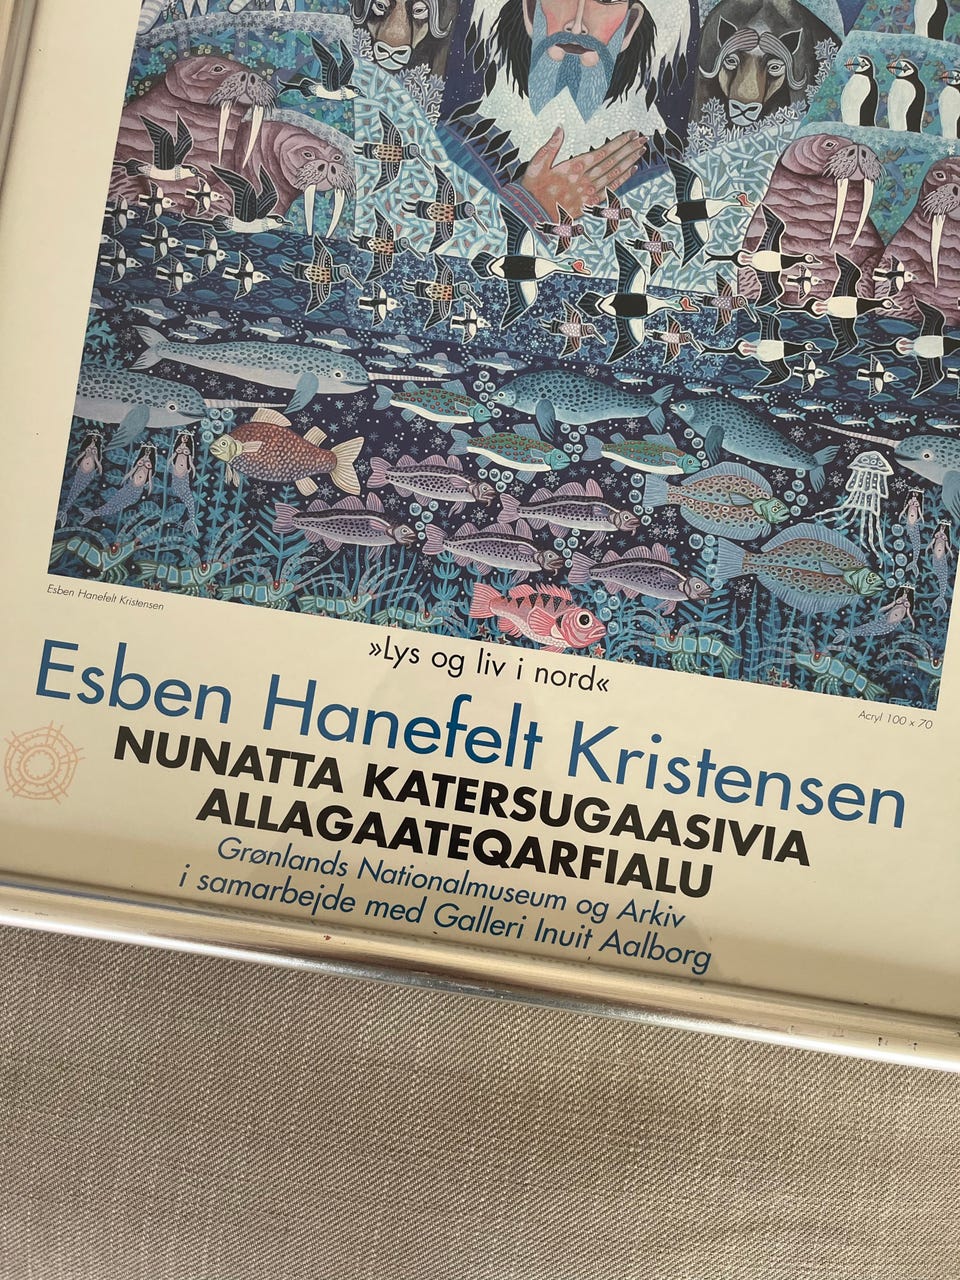 Esben Hanefelt Kristensen
Acryl 100 x 70
»Lys og liv i nord«
Esben Hanefelt Kristensen
NUNATTA KATERSUGAASIVIA
ALLAGAATEQARFIALU
Grønlands Nationalmuseum og Arkiv
i samarbejde med Galleri Inuit Aalborg